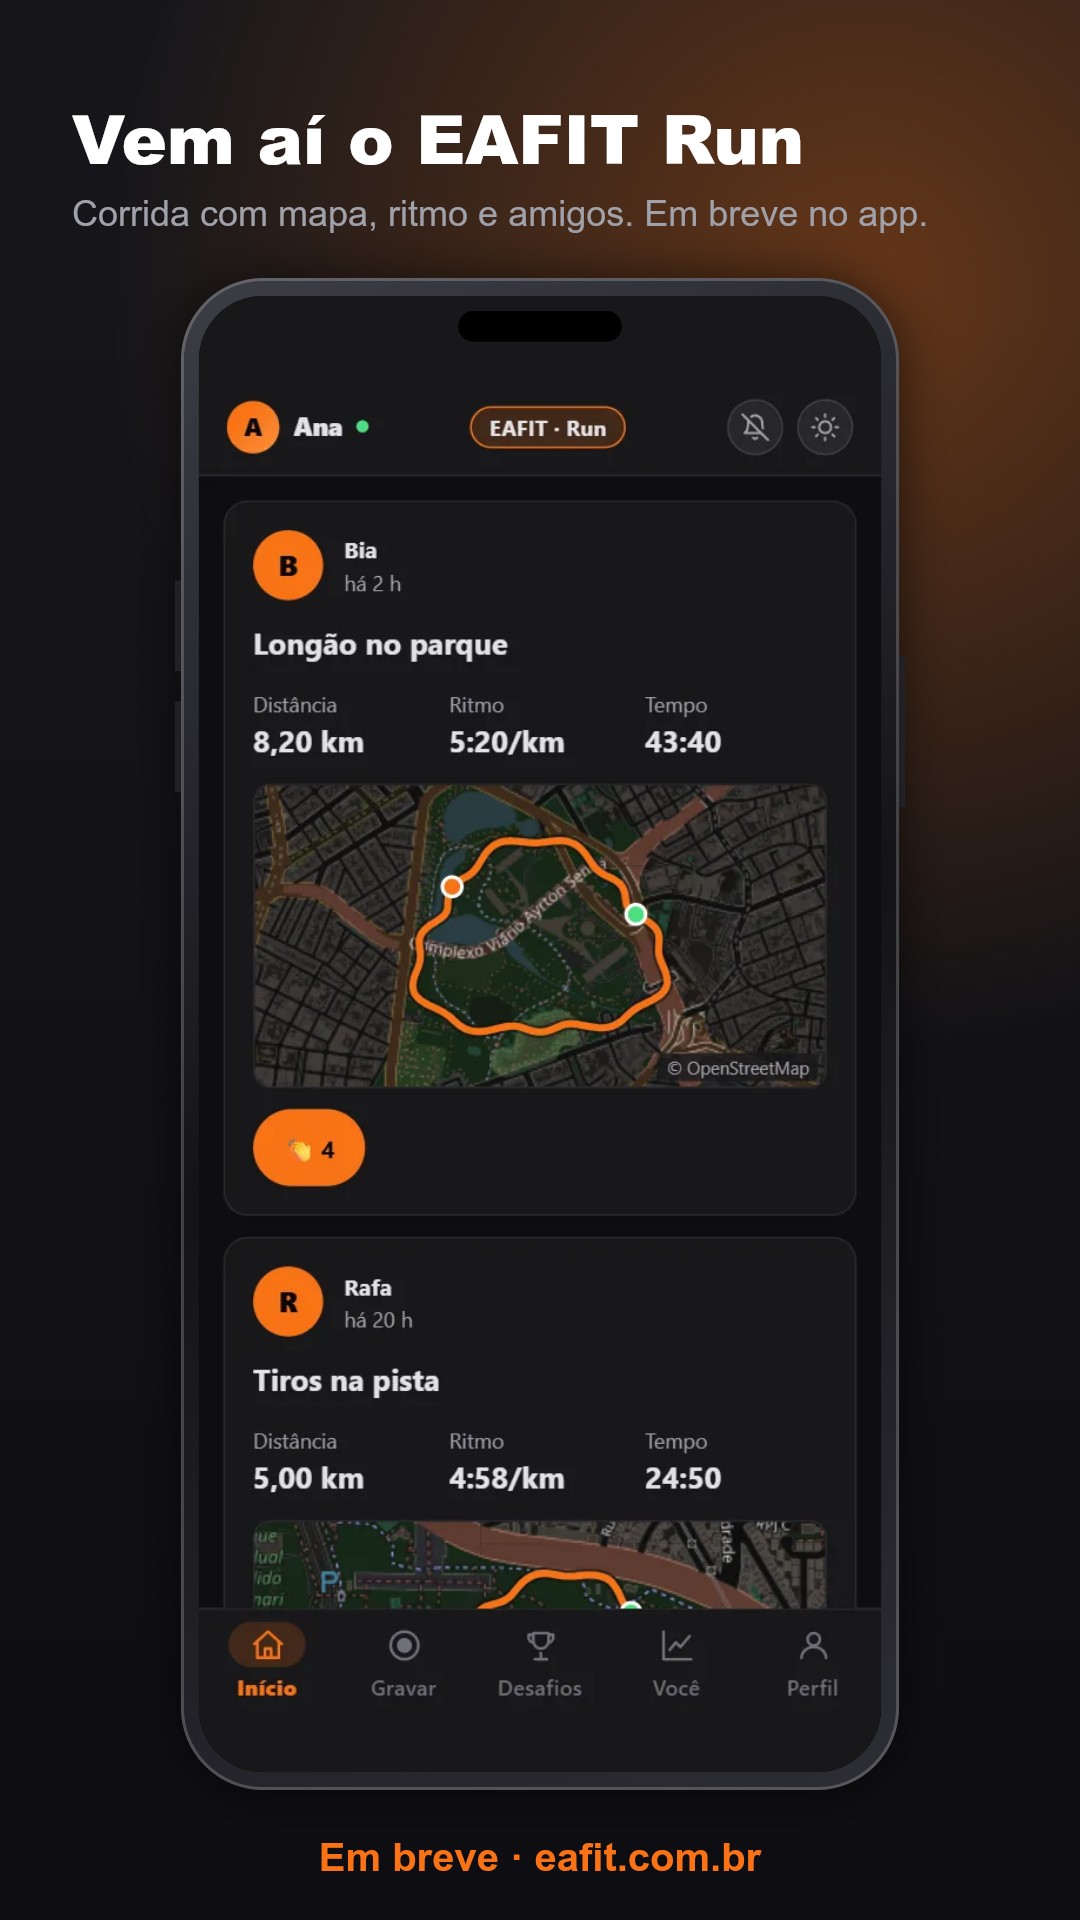 Vem aí o EAFIT Run
Corrida com mapa, ritmo e amigos. Em breve no app.
A Ana
EAFIT · Run
B
Bia
há 2 h
Longão no parque
Distância Ritmo Tempo
8,20 km 5:20/km 43:40
Complexo Viário Ayrton Senna
© OpenStreetMap
👏 4
R
Rafa
há 20 h
Tiros na pista
Distância Ritmo Tempo
5,00 km 4:58/km 24:50
P
Início Gravar Desafios Você Perfil
Em breve · eafit.com.br